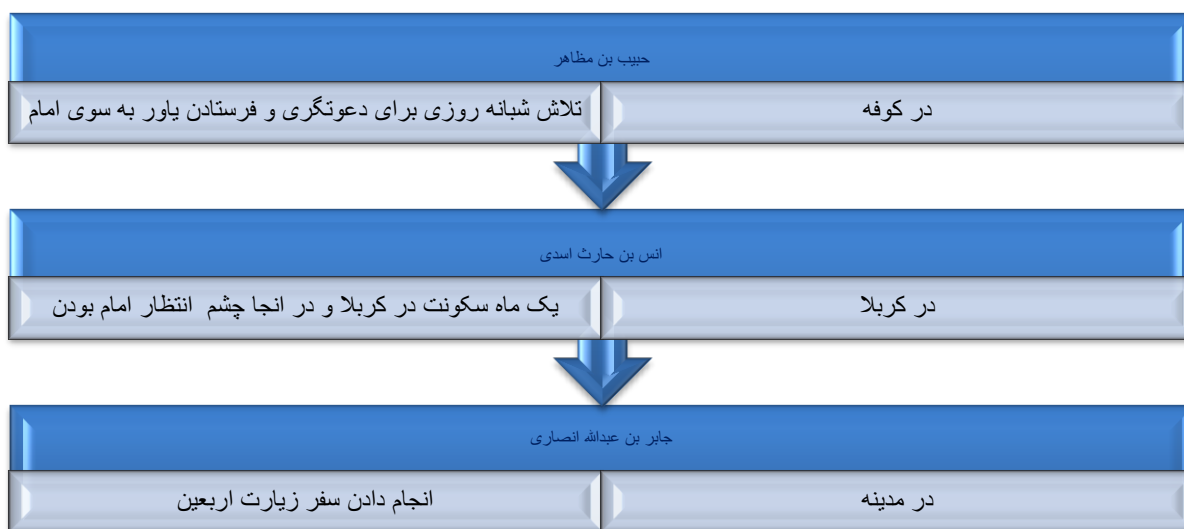 حبیب بن مظاهر
در کوفه
تلاش شبانه روزی برای دعوتگری و فرستادن یاور به سوی امام
انس بن حارث اسدی
در کربلا
یک ماه سکونت در کربلا و در انجا چشم انتظار امام بودن
جابر بن عبدالله انصاری
در مدینه
انجام دادن سفر زیارت اربعین